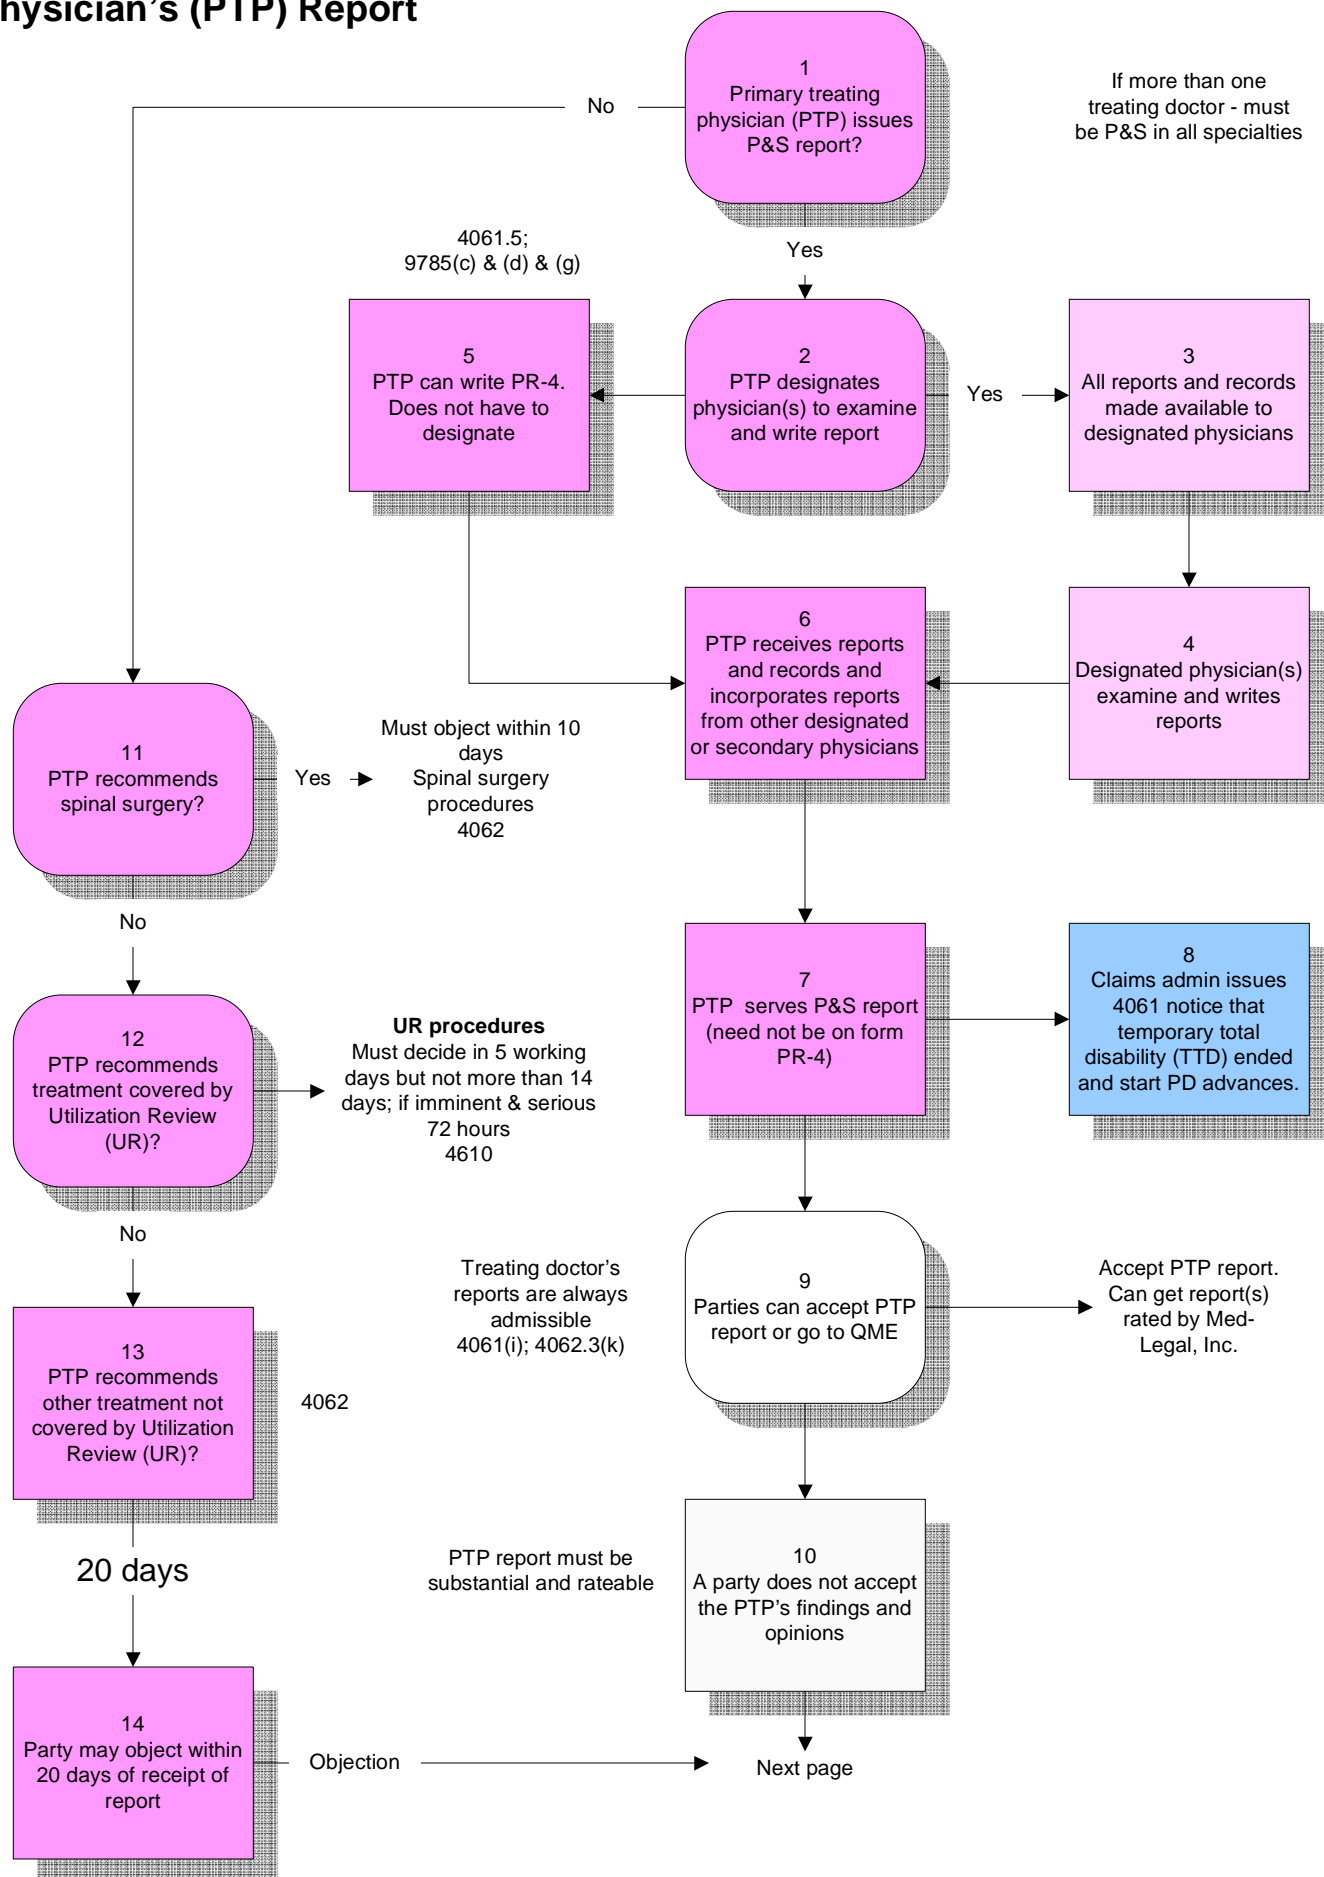 hysician's (PTP) Report
1
Primary treating
physician (PTP) issues
P&S report?
No
If more than one
treating doctor - must
be P&S in all specialties
Yes
4061.5;
9785(c) & (d) & (g)
5
PTP can write PR-4.
Does not have to
designate
2
PTP designates
physician(s) to examine
and write report
Yes
3
All reports and records
made available to
designated physicians
6
PTP receives reports
and records and
incorporates reports
from other designated
or secondary physicians
4
Designated physician(s)
examine and writes
reports
11
PTP recommends
spinal surgery?
Yes
Must object within 10
days
Spinal surgery
procedures
4062
No
7
PTP  serves P&S report
(need not be on form
PR-4)
8
Claims admin issues
4061 notice that
temporary total
disability (TTD) ended
and start PD advances.
12
PTP recommends
treatment covered by
Utilization Review
(UR)?
UR procedures
Must decide in 5 working
days but not more than 14
days; if imminent & serious
72 hours
4610
No
Treating doctor's
reports are always
admissible
4061(i); 4062.3(k)
9
Parties can accept PTP
report or go to QME
Accept PTP report.
Can get report(s)
rated by Med-
Legal, Inc.
13
PTP recommends
other treatment not
covered by Utilization
Review (UR)?
4062
20 days
PTP report must be
substantial and rateable
10
A party does not accept
the PTP's findings and
opinions
14
Party may object within
20 days of receipt of
report
Objection
Next page